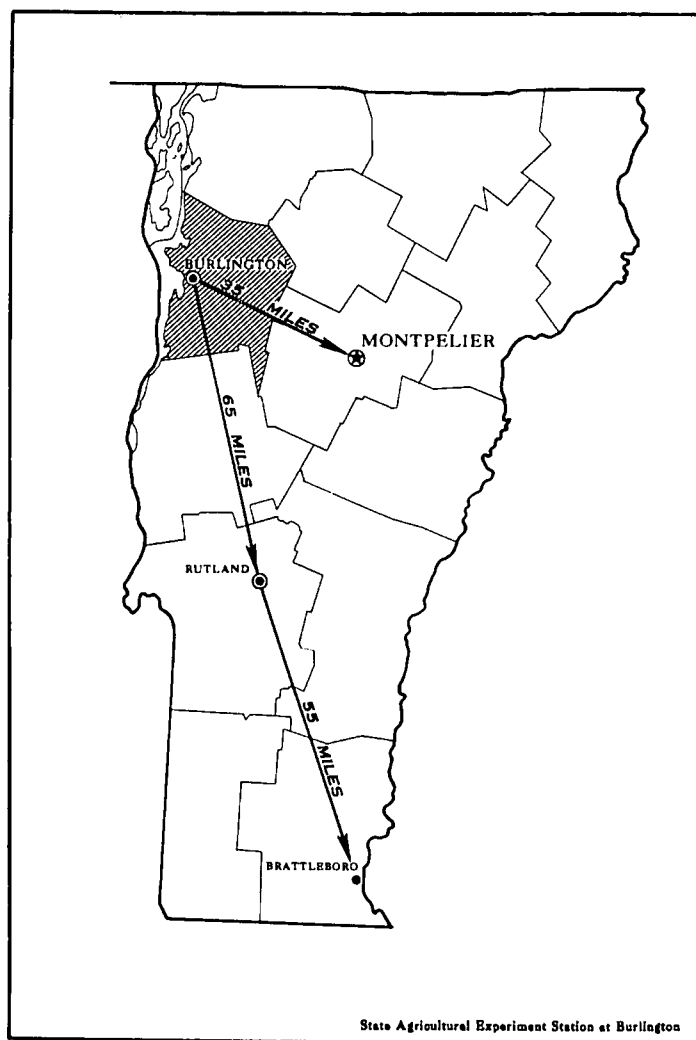 BURLINGTON
35 MILES
MONTPELIER
65 MILES
RUTLAND
55 MILES
BRATTLEBORO
State Agricultural Experiment Station at Burlington